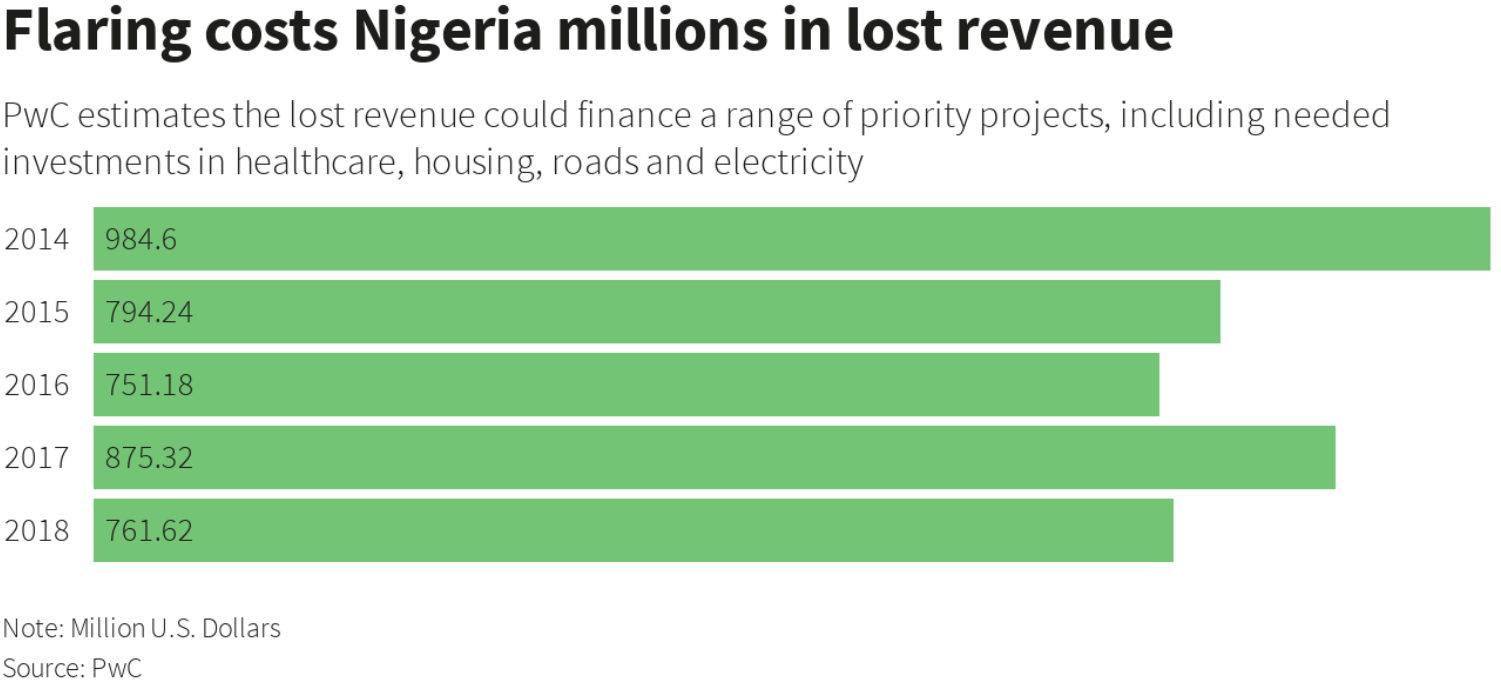 Flaring costs Nigeria millions in lost revenue
PwC estimates the lost revenue could finance a range of priority projects, including needed
investments in healthcare, housing, roads and electricity
2014 984.6
2015 794.24
2016 751.18
2017 875.32
2018 761.62
Note: Million U.S. Dollars
Source: PwC